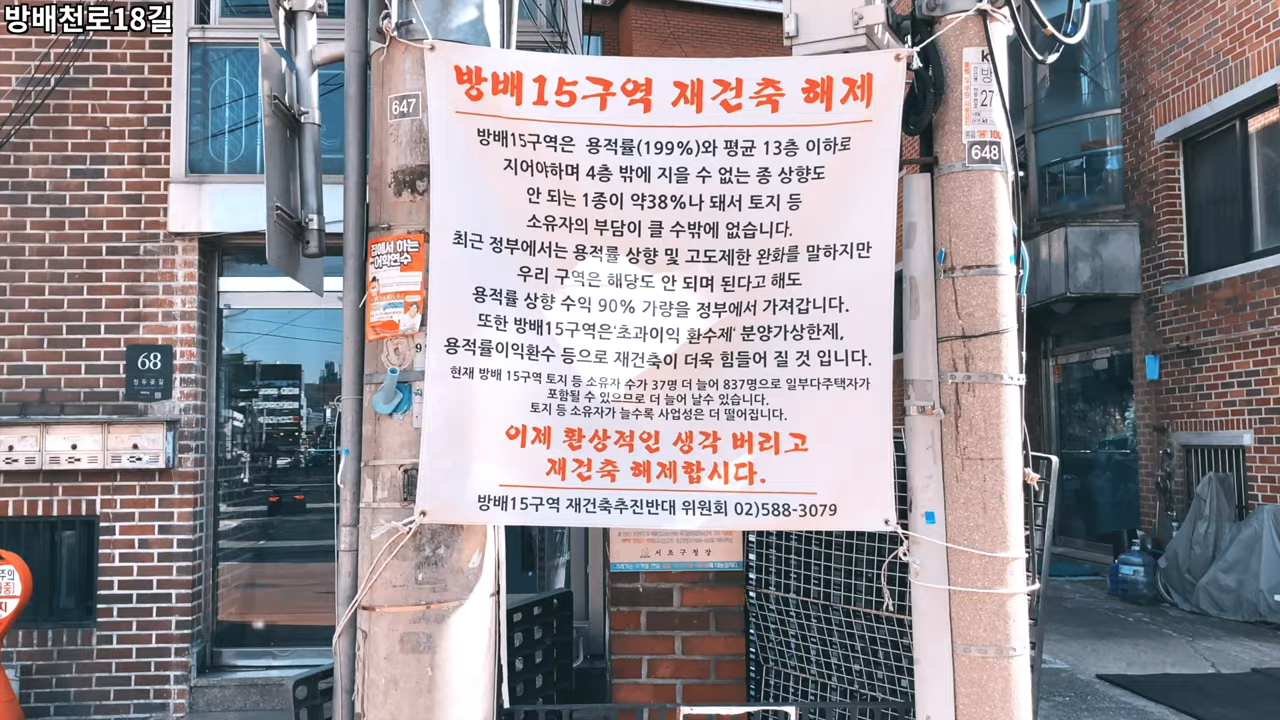 방배천로18길
방배15구역 재건축 해제
방배15구역은 용적률(199%)와 평균 13층 이하로
지어야하며 4층 밖에 지을 수 없는 종 상향도
안 되는 1종이 약38%나 돼서 토지 등
소유자의 부담이 클 수밖에 없습니다.
최근 정부에서는 용적률 상향 및 고도제한 완화를 말하지만
우리 구역은 해당도 안 되며 된다고 해도
용적률 상향 수익 90% 가량을 정부에서 가져갑니다.
또한 방배15구역은'초과이익 환수제' 분양가상한제,
용적률이익환수 등으로 재건축이 더욱 힘들어 질 것 입니다.
현재 방배 15구역 토지 등 소유자 수가 37명 더 늘어 837명으로 일부다주택자가
포함될 수 있으므로 더 늘어 날수 있습니다.
토지 등 소유자가 늘수록 사업성은 더 떨어집니다.
이제 환상적인 생각 버리고
재건축 해제합시다.
방배15구역 재건축추진반대 위원회 02)588-3079
647
648
집에서 하는
어학연수
68
청두곶길
방
27
서초구청장